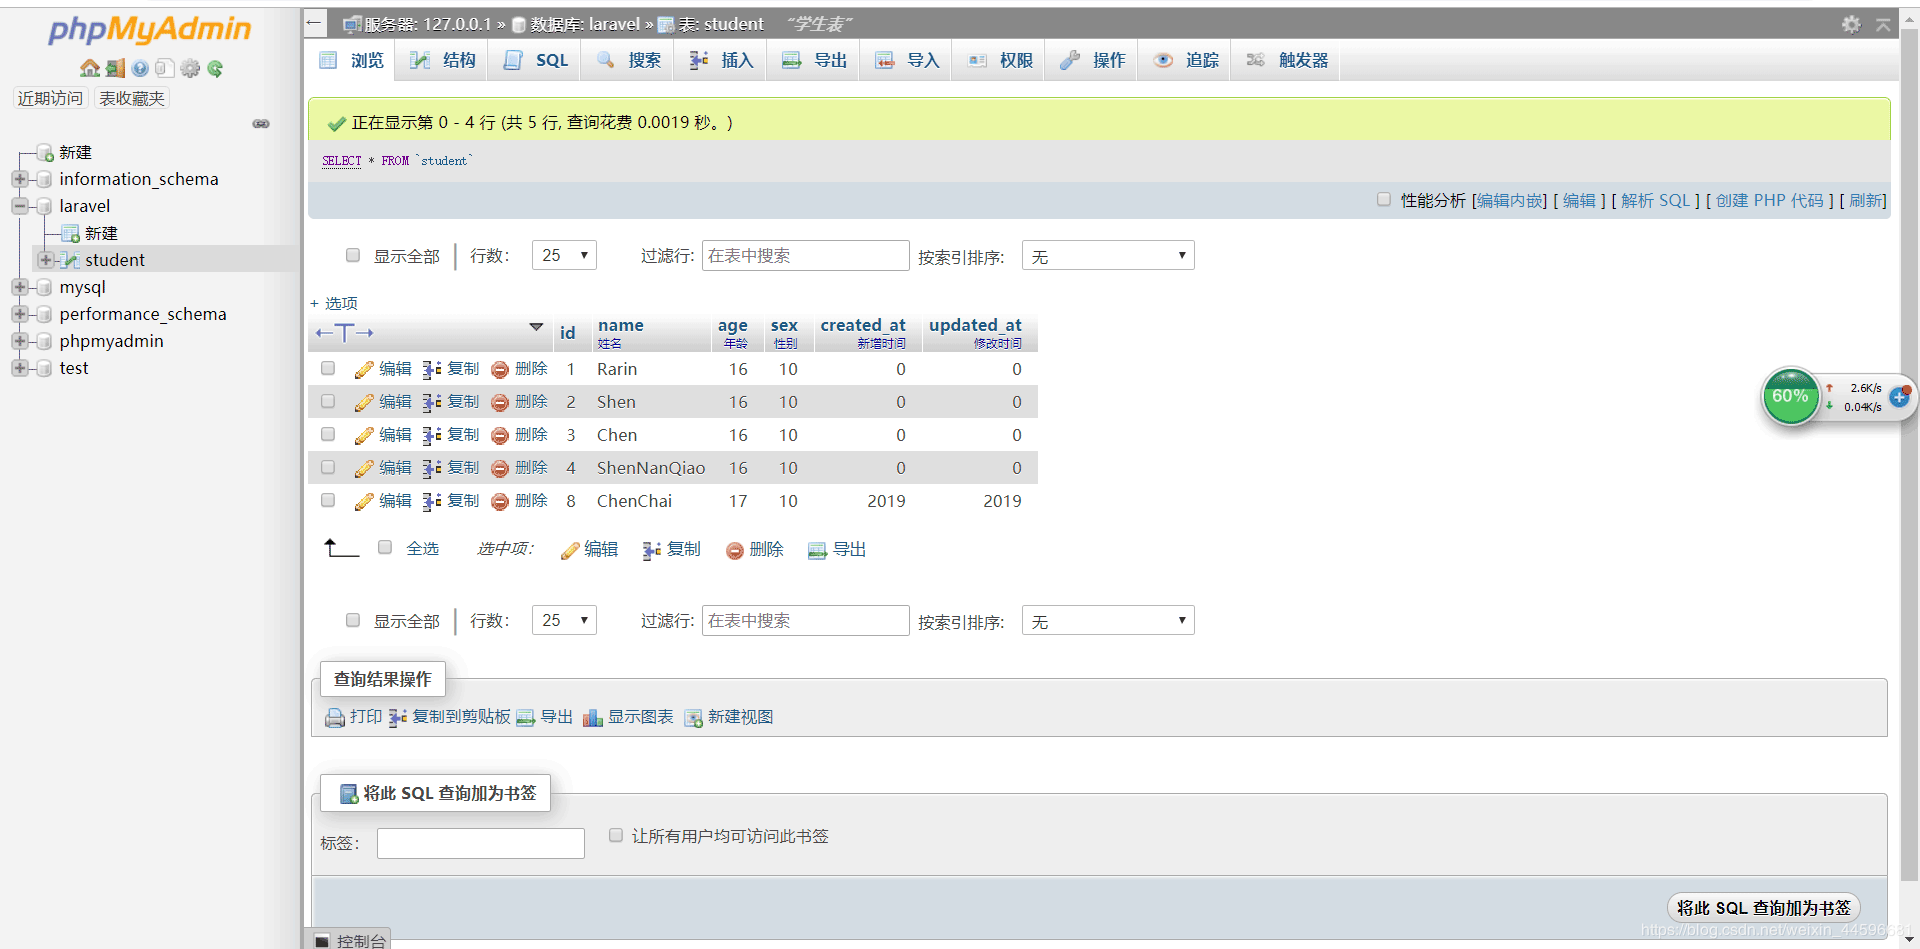 phpMyAdmin
近期访问 表收藏夹
新建
information_schema
laravel
新建
student
mysql
performance_schema
phpmyadmin
test
服务器: 127.0.0.1 » 数据库: laravel » 表: student “学生表”
浏览 结构 SQL 搜索 插入 导出 导入 权限 操作 追踪 触发器
正在显示第 0 - 4 行 (共 5 行, 查询花费 0.0019 秒。)
SELECT * FROM `student`
性能分析 [编辑内嵌] [ 编辑 ] [ 解析 SQL ] [ 创建 PHP 代码 ] [ 刷新]
显示全部 行数: 25 过滤行: 在表中搜索 按索引排序: 无
+ 选项
←T→ id name age sex created_at updated_at
姓名 年龄 性别 新增时间 修改时间
编辑 复制 删除 1 Rarin 16 10 0 0
编辑 复制 删除 2 Shen 16 10 0 0
编辑 复制 删除 3 Chen 16 10 0 0
编辑 复制 删除 4 ShenNanQiao 16 10 0 0
编辑 复制 删除 8 ChenChai 17 10 2019 2019
全选 选中项: 编辑 复制 删除 导出
显示全部 行数: 25 过滤行: 在表中搜索 按索引排序: 无
查询结果操作
打印 复制到剪贴板 导出 显示图表 新建视图
将此 SQL 查询加为书签
标签: 让所有用户均可访问此书签
将此 SQL 查询加为书签
控制台
60% 2.6K/s
0.04K/s